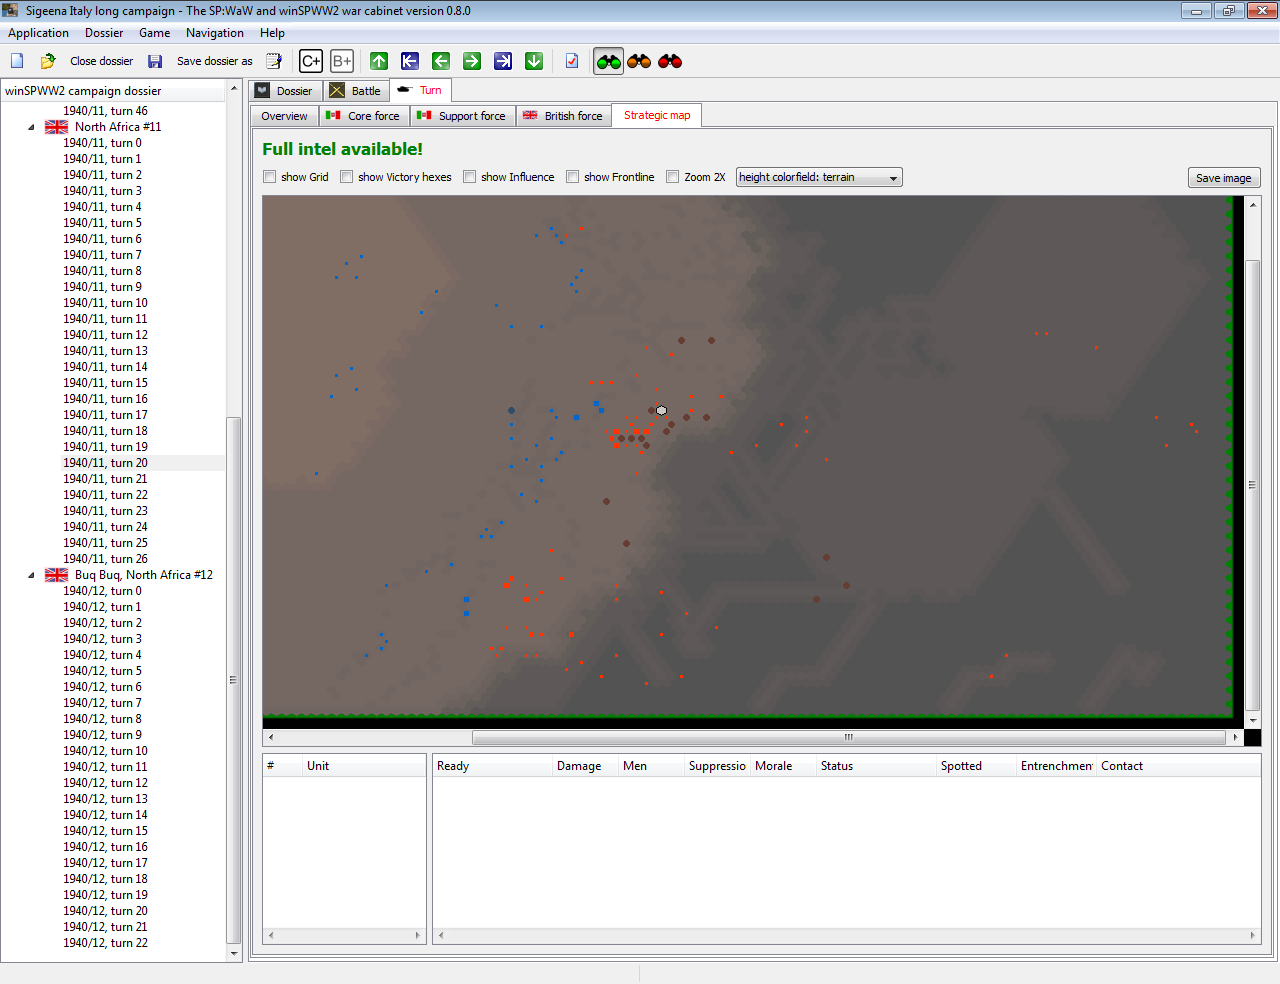 Sigeena Italy long campaign - The SP:WaW and winSPWW2 war cabinet version 0.8.0
Application Dossier Game Navigation Help
Close dossier Save dossier as C+ B+
winSPWW2 campaign dossier
1940/11, turn 46
North Africa #11
1940/11, turn 0
1940/11, turn 1
1940/11, turn 2
1940/11, turn 3
1940/11, turn 4
1940/11, turn 5
1940/11, turn 6
1940/11, turn 7
1940/11, turn 8
1940/11, turn 9
1940/11, turn 10
1940/11, turn 11
1940/11, turn 12
1940/11, turn 13
1940/11, turn 14
1940/11, turn 15
1940/11, turn 16
1940/11, turn 17
1940/11, turn 18
1940/11, turn 19
1940/11, turn 20
1940/11, turn 21
1940/11, turn 22
1940/11, turn 23
1940/11, turn 24
1940/11, turn 25
1940/11, turn 26
Buq Buq, North Africa #12
1940/12, turn 0
1940/12, turn 1
1940/12, turn 2
1940/12, turn 3
1940/12, turn 4
1940/12, turn 5
1940/12, turn 6
1940/12, turn 7
1940/12, turn 8
1940/12, turn 9
1940/12, turn 10
1940/12, turn 11
1940/12, turn 12
1940/12, turn 13
1940/12, turn 14
1940/12, turn 15
1940/12, turn 16
1940/12, turn 17
1940/12, turn 18
1940/12, turn 19
1940/12, turn 20
1940/12, turn 21
1940/12, turn 22
Dossier Battle Turn
Overview Core force Support force British force Strategic map
Full intel available!
show Grid show Victory hexes show Influence show Frontline Zoom 2X height colorfield: terrain Save image
# Unit
Ready Damage Men Suppressio Morale Status Spotted Entrenchmen Contact